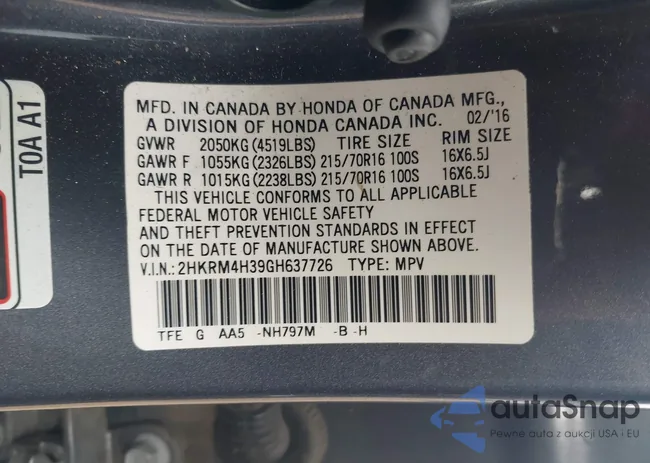 T0A A1
MFD. IN CANADA BY HONDA OF CANADA MFG.,
A DIVISION OF HONDA CANADA INC. 02/'16
GVWR 2050KG(4519LBS) TIRE SIZE RIM SIZE
GAWR F 1055KG(2326LBS) 215/70R16 100S 16X6.5J
GAWR R 1015KG(2238LBS) 215/70R16 100S 16X6.5J
THIS VEHICLE CONFORMS TO ALL APPLICABLE
FEDERAL MOTOR VEHICLE SAFETY
AND THEFT PREVENTION STANDARDS IN EFFECT
ON THE DATE OF MANUFACTURE SHOWN ABOVE.
V.I.N.: 2HKRM4H39GH637726 TYPE: MPV
TFE G AA5 -NH797M -B -H
autoSnap
Pewne auta z aukcji USA i EU